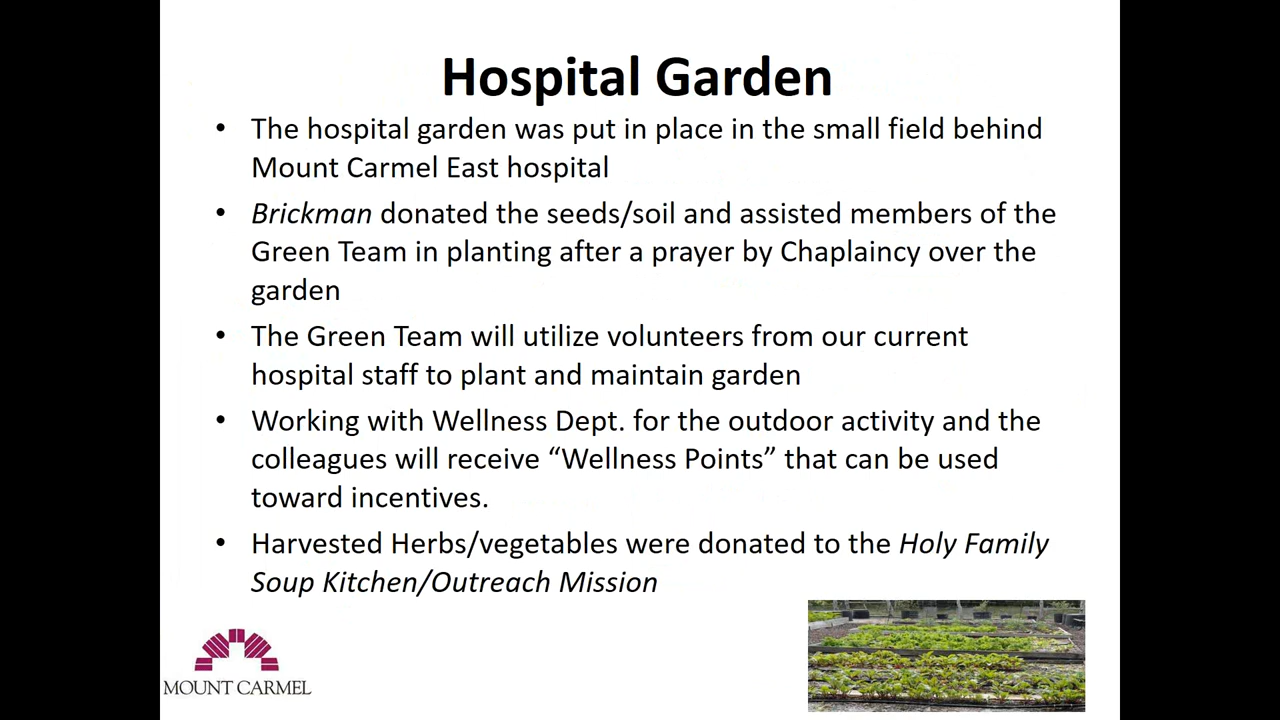 Hospital Garden
• The hospital garden was put in place in the small field behind
Mount Carmel East hospital
• Brickman donated the seeds/soil and assisted members of the
Green Team in planting after a prayer by Chaplaincy over the
garden
• The Green Team will utilize volunteers from our current
hospital staff to plant and maintain garden
• Working with Wellness Dept. for the outdoor activity and the
colleagues will receive “Wellness Points” that can be used
toward incentives.
• Harvested Herbs/vegetables were donated to the Holy Family
Soup Kitchen/Outreach Mission
MOUNT CARMEL